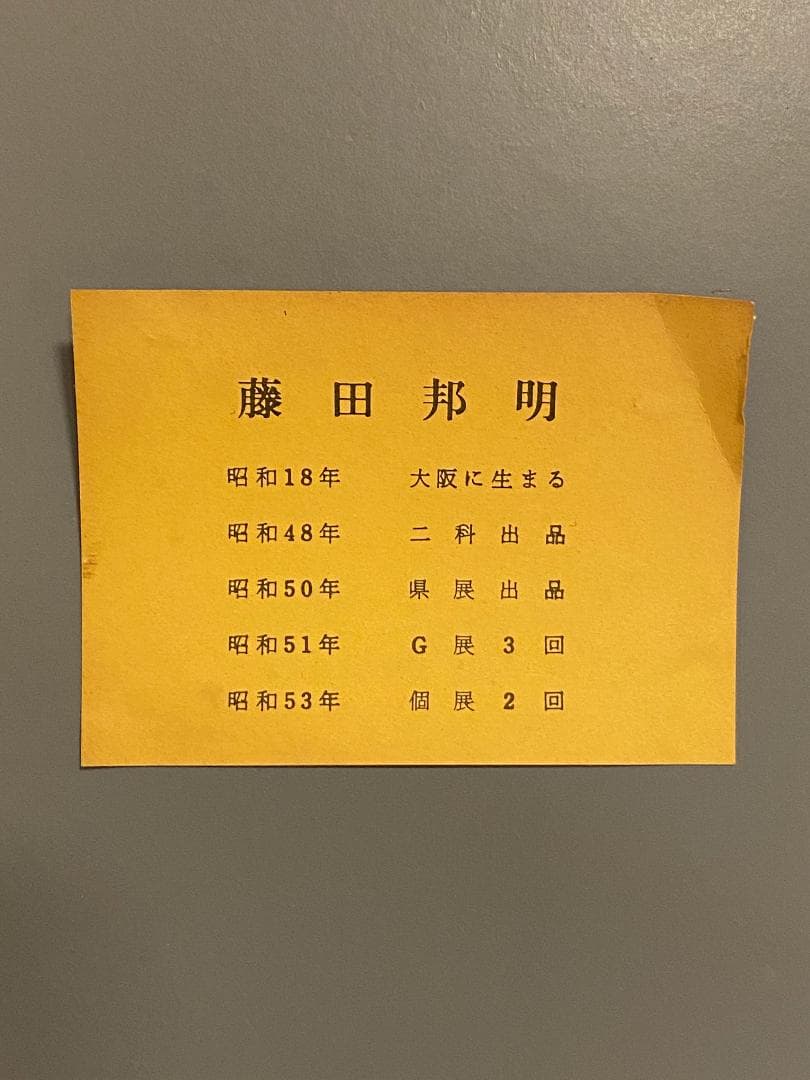 藤田邦明
昭和18年 大阪に生まる
昭和48年 二科出品
昭和50年 県展出品
昭和51年 G展3回
昭和53年 個展2回